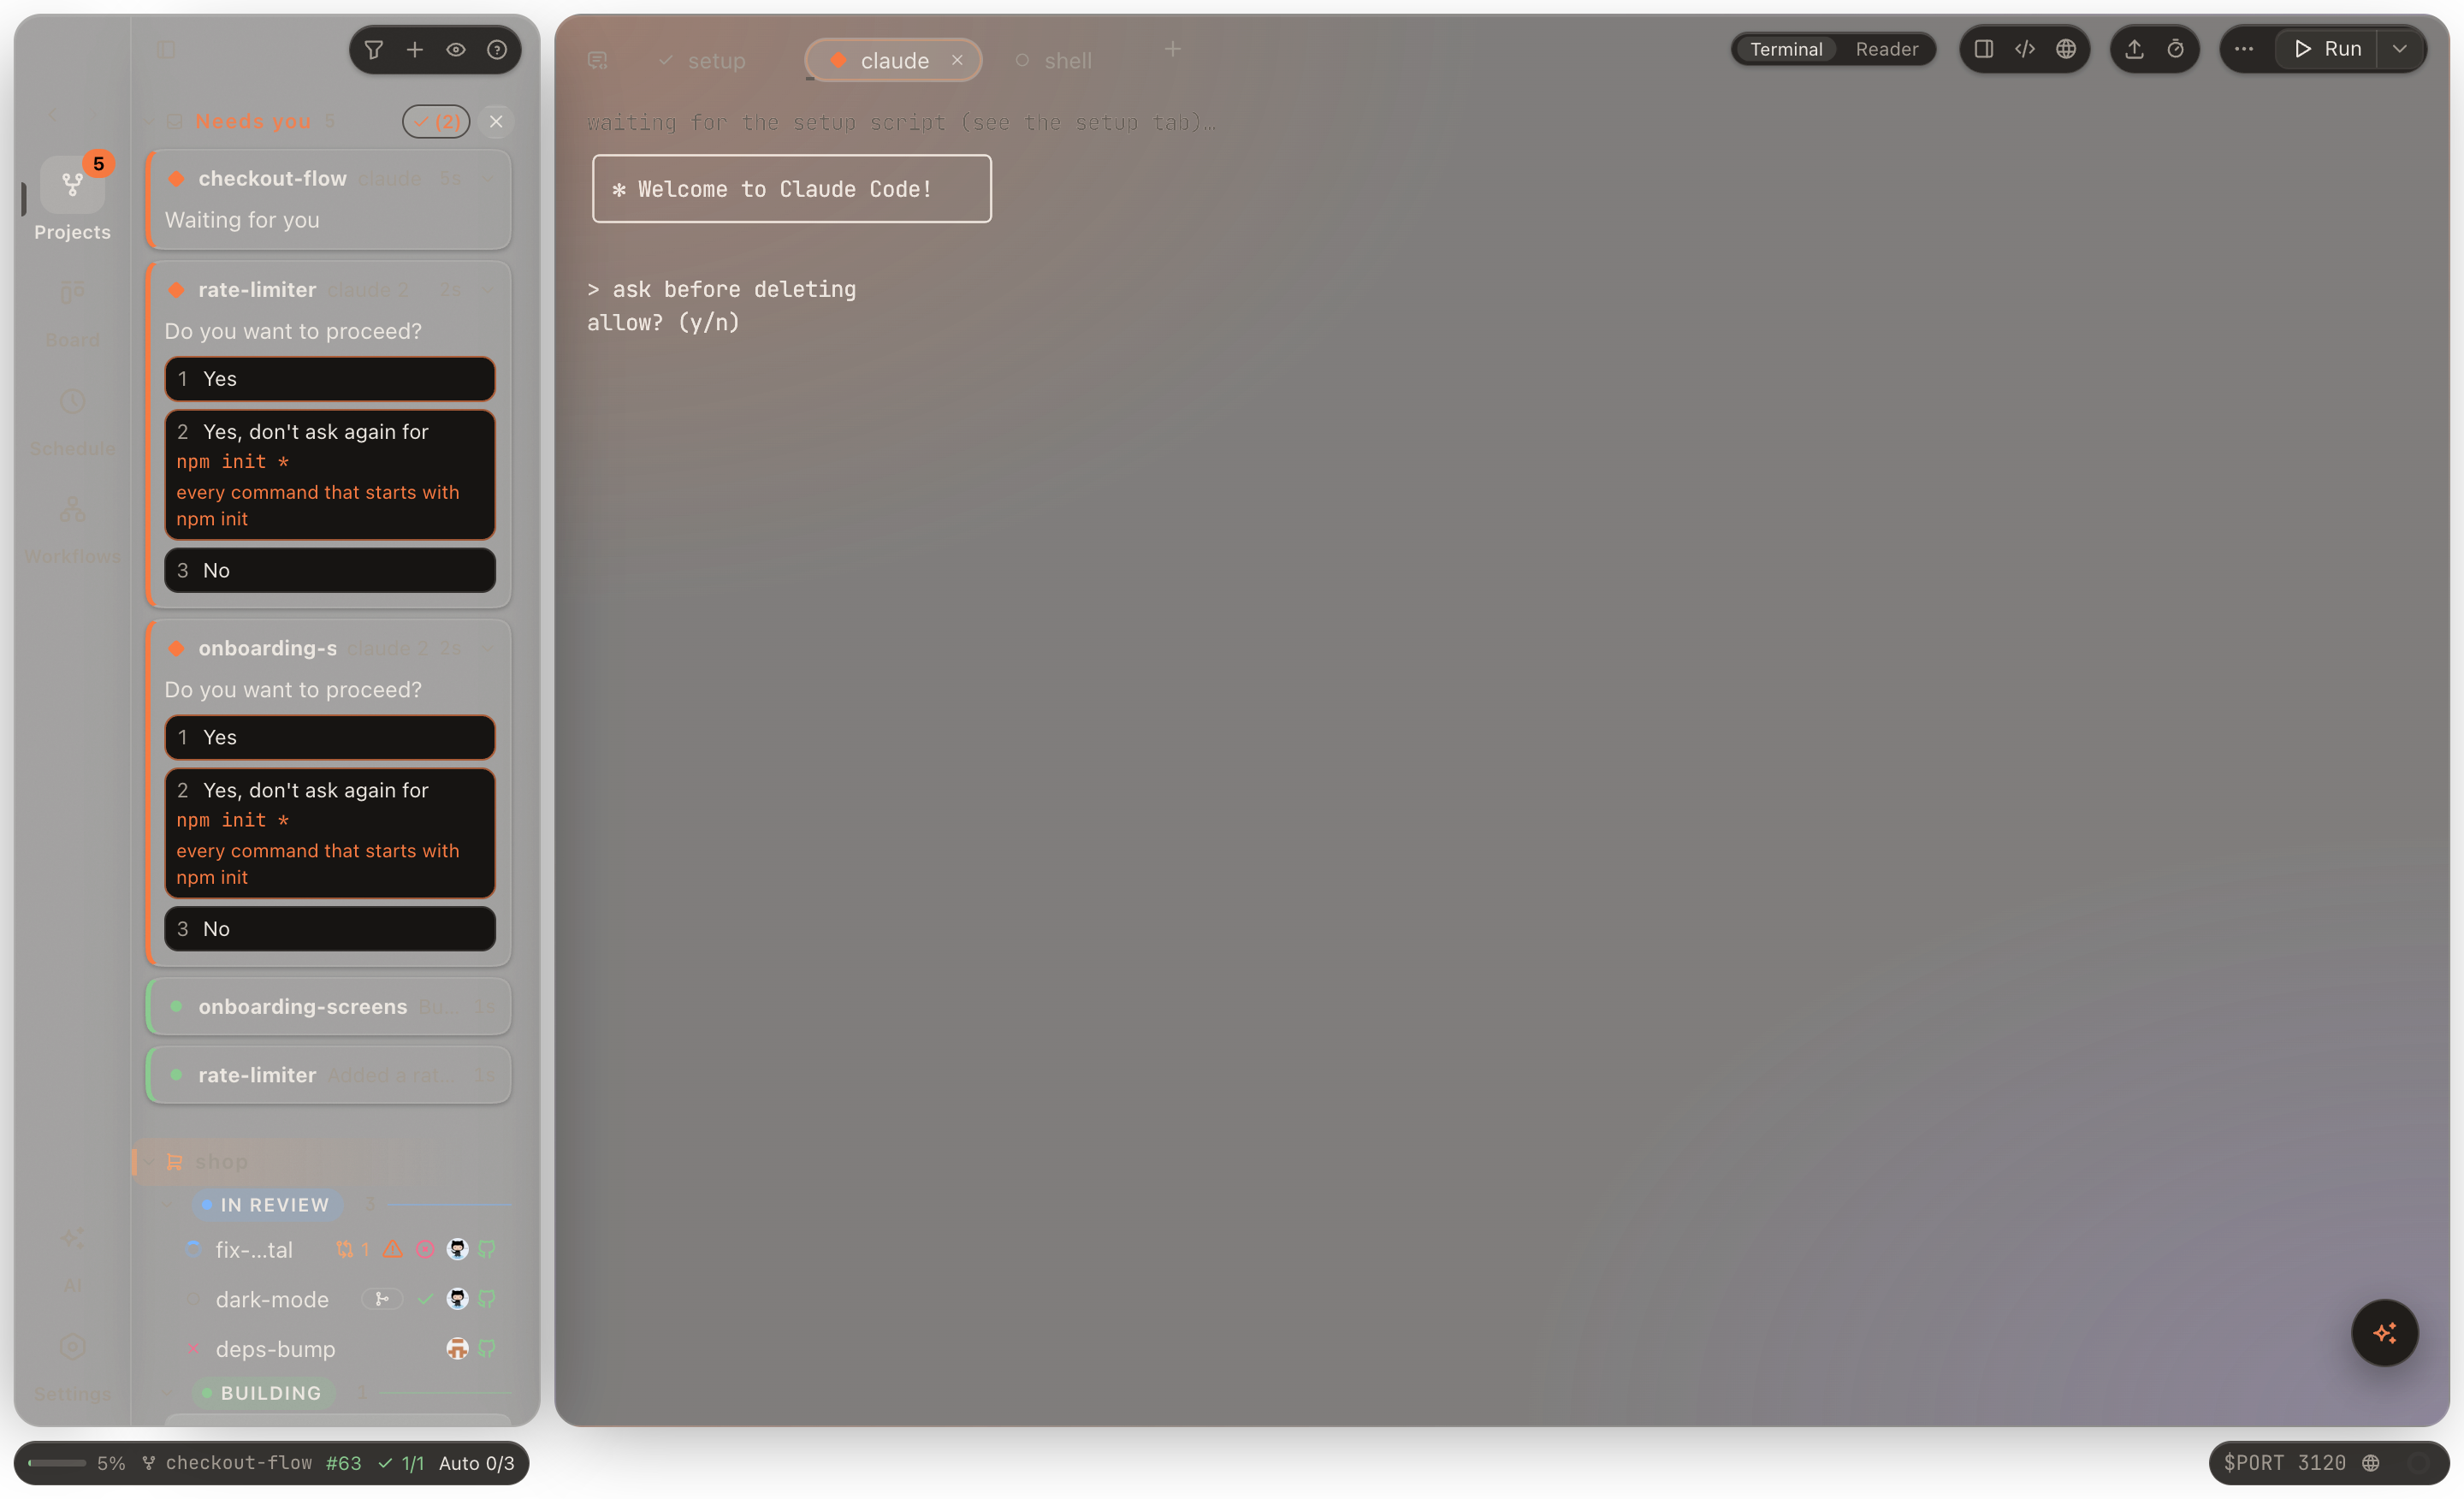 5
Projects
Board
Schedule
Workflows
AI
Settings
Needs you 5
(2)
checkout-flow claude 5s
Waiting for you
rate-limiter claude 2 2s
Do you want to proceed?
1 Yes
2 Yes, don't ask again for
npm init *
every command that starts with
npm init
3 No
onboarding-s claude 2 2s
Do you want to proceed?
1 Yes
2 Yes, don't ask again for
npm init *
every command that starts with
npm init
3 No
onboarding-screens Bu... 1s
rate-limiter Added a rat... 1s
shop
IN REVIEW 3
fix-...tal 1
dark-mode
deps-bump
BUILDING 1
setup
claude
shell
Terminal
Reader
Run
waiting for the setup script (see the setup tab)…
✻ Welcome to Claude Code!
> ask before deleting
allow? (y/n)
5% checkout-flow #63 1/1 Auto 0/3
$PORT 3120